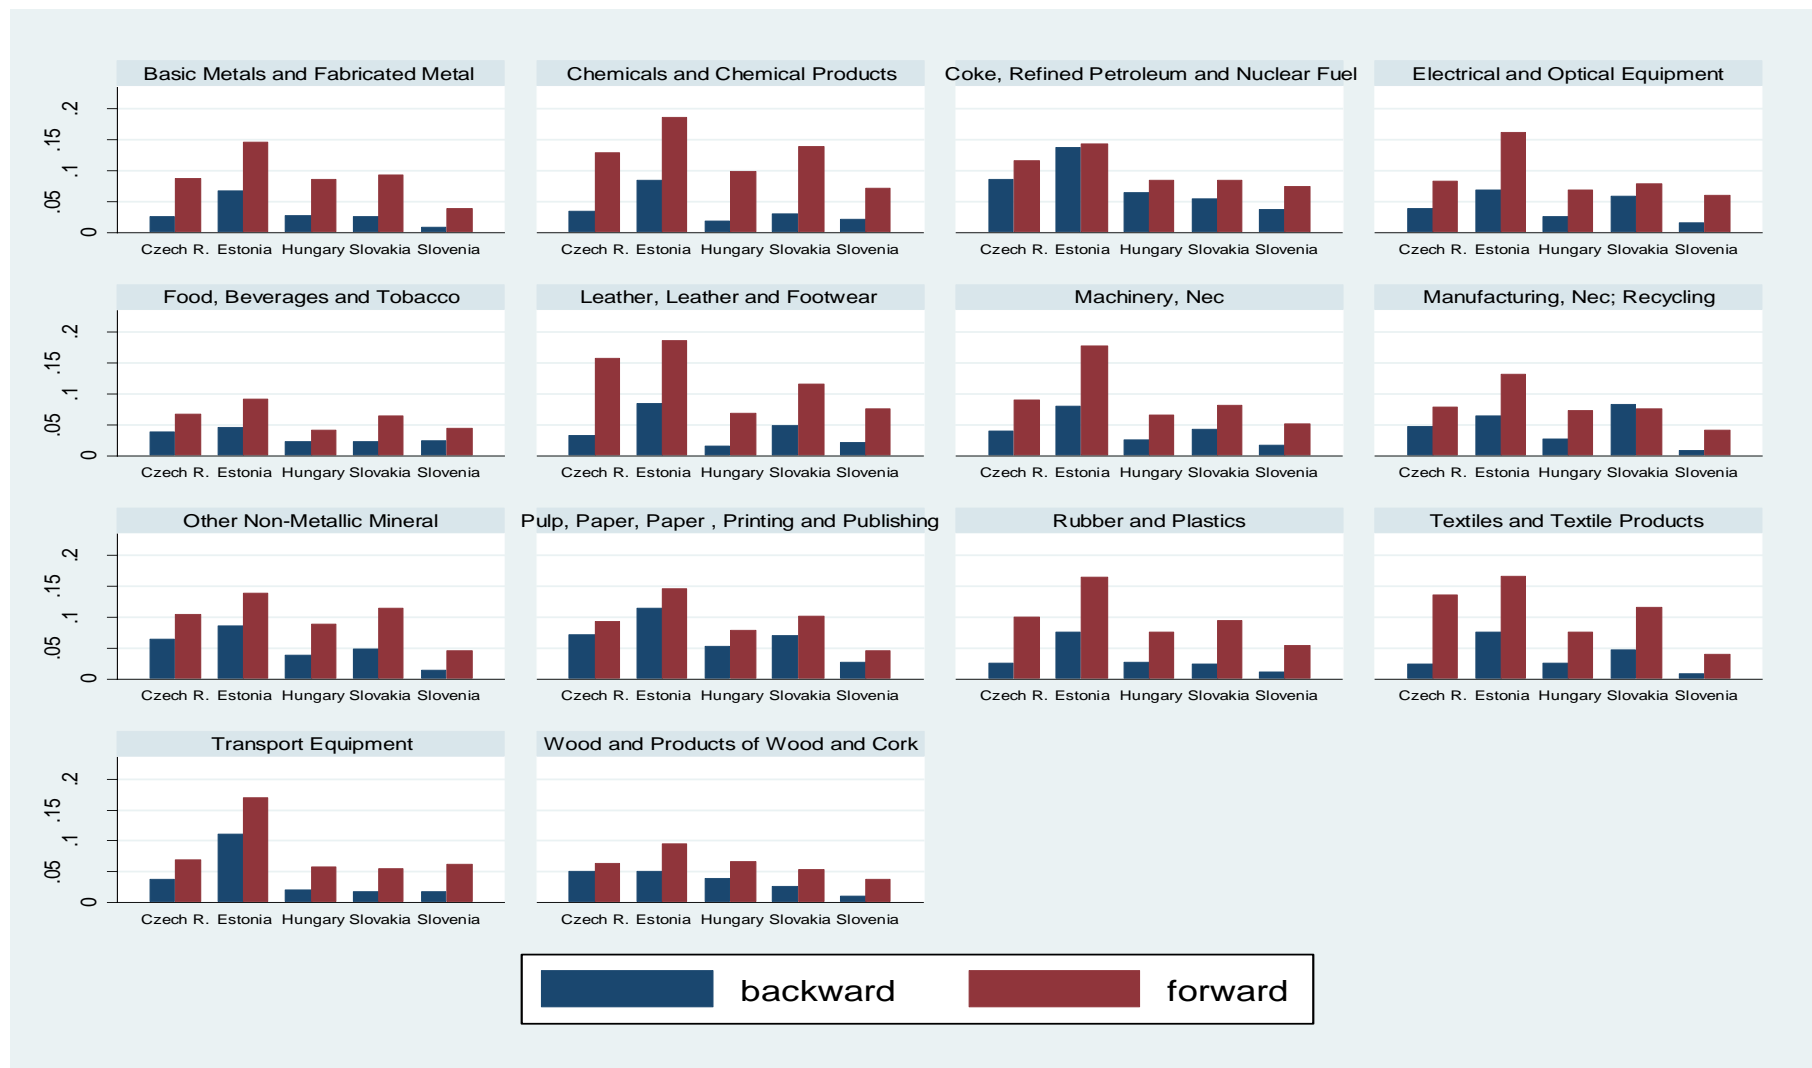 Basic Metals and Fabricated Metal
Chemicals and Chemical Products
Coke, Refined Petroleum and Nuclear Fuel
Electrical and Optical Equipment
.2
.15
.1
.05
0
Czech R. Estonia Hungary Slovakia Slovenia
Czech R. Estonia Hungary Slovakia Slovenia
Czech R. Estonia Hungary Slovakia Slovenia
Czech R. Estonia Hungary Slovakia Slovenia
Food, Beverages and Tobacco
Leather, Leather and Footwear
Machinery, Nec
Manufacturing, Nec; Recycling
.2
.15
.1
.05
0
Czech R. Estonia Hungary Slovakia Slovenia
Czech R. Estonia Hungary Slovakia Slovenia
Czech R. Estonia Hungary Slovakia Slovenia
Czech R. Estonia Hungary Slovakia Slovenia
Other Non-Metallic Mineral
Pulp, Paper, Paper , Printing and Publishing
Rubber and Plastics
Textiles and Textile Products
.2
.15
.1
.05
0
Czech R. Estonia Hungary Slovakia Slovenia
Czech R. Estonia Hungary Slovakia Slovenia
Czech R. Estonia Hungary Slovakia Slovenia
Czech R. Estonia Hungary Slovakia Slovenia
Transport Equipment
Wood and Products of Wood and Cork
.2
.15
.1
.05
0
Czech R. Estonia Hungary Slovakia Slovenia
Czech R. Estonia Hungary Slovakia Slovenia
backward
forward